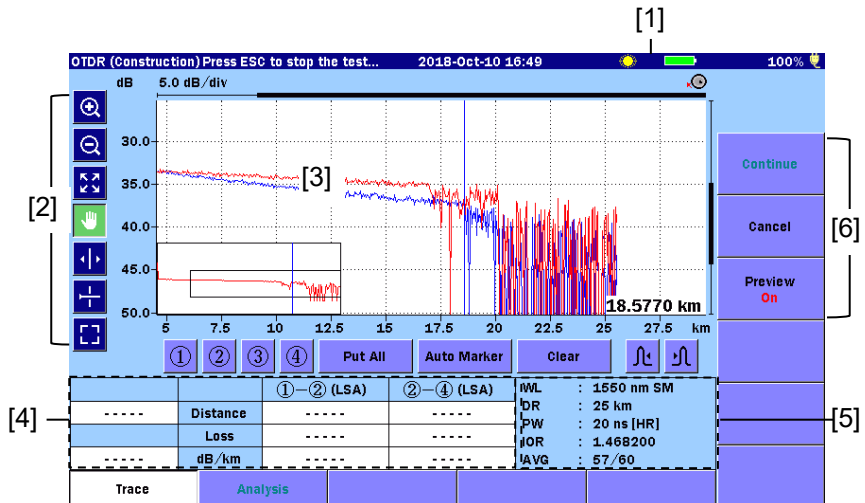 [1]
OTDR (Construction) Press ESC to stop the test... 2018-Oct-10 16:49 100%
dB 5.0 dB/div
[2]
[3]
30.0
35.0
40.0
45.0
50.0
18.5770 km
5 7.5 10 12.5 15 17.5 20 22.5 25 27.5 km
① ② ③ ④ Put All Auto Marker Clear
Continue
Cancel
Preview
On
[6]
[4]
①-② (LSA) ②-④ (LSA)
----- Distance ----- -----
Loss ----- -----
----- dB/km ----- -----
WL : 1550 nm SM
DR : 25 km
PW : 20 ns [HR]
IOR : 1.468200
AVG : 57/60
[5]
Trace Analysis